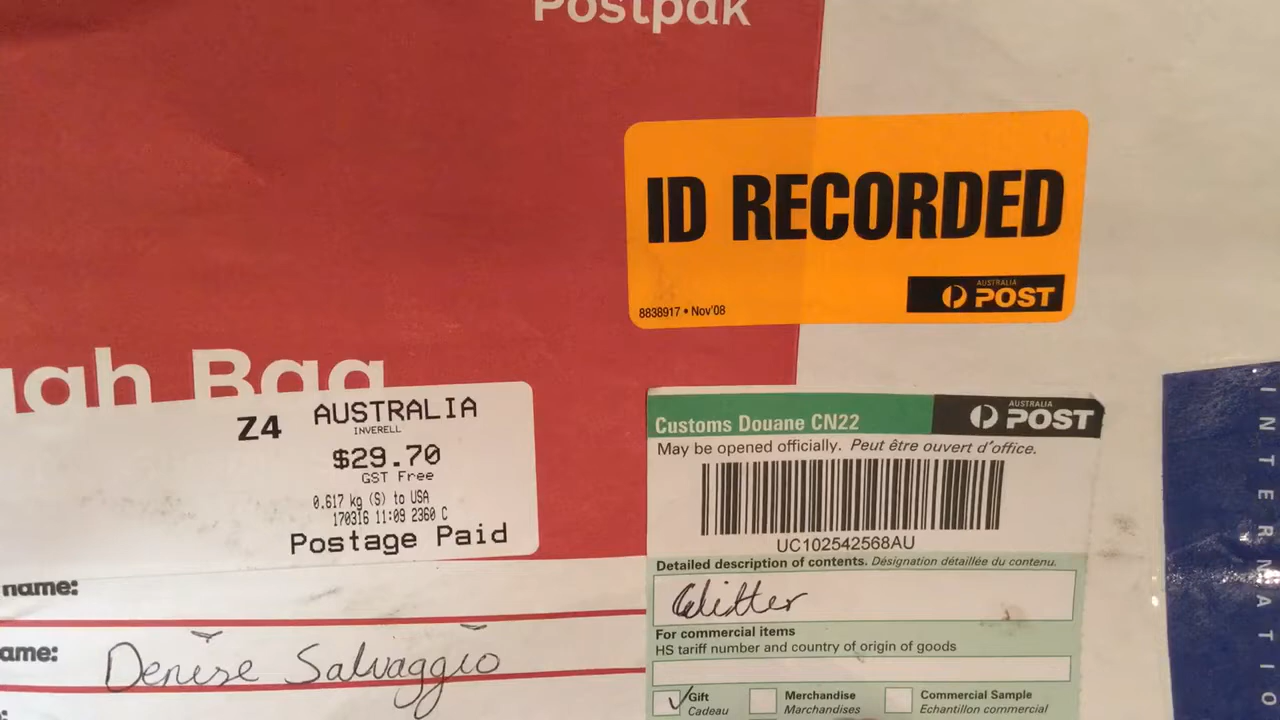 Postpak
ID RECORDED
AUSTRALIA
POST
8838917 • Nov'08
Bag
Z4
AUSTRALIA
INVERELL
$29.70
GST Free
0.617 kg (S) to USA
170316 11:09 2360 C
Postage Paid
name:
Denise Salvaggio
Customs Douane CN22
AUSTRALIA
POST
May be opened officially. Peut être ouvert d'office.
UC102542568AU
Detailed description of contents. Désignation détaillée du contenu.
Glitter
For commercial items
HS tariff number and country of origin of goods
Gift
Cadeau
Merchandise
Marchandises
Commercial Sample
Echantillon commercial
INTERNATIO